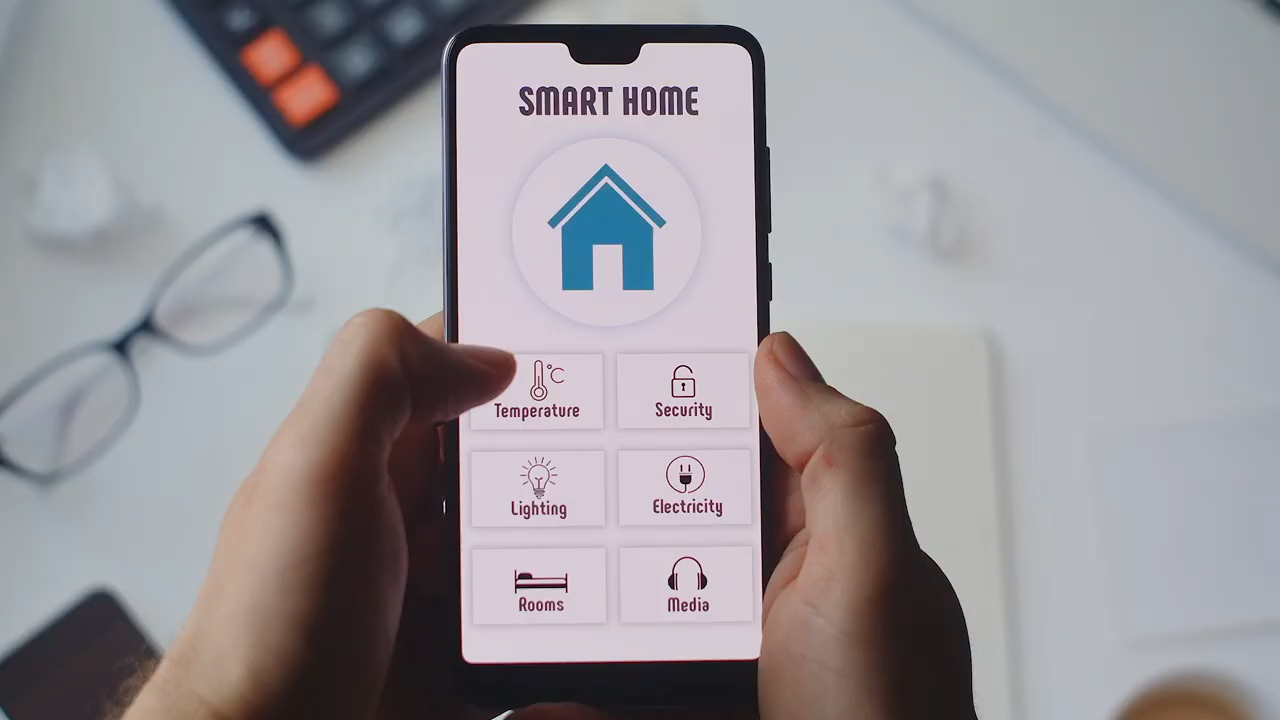 SMART HOME
°C
Temperature
Security
Lighting
Electricity
Rooms
Media